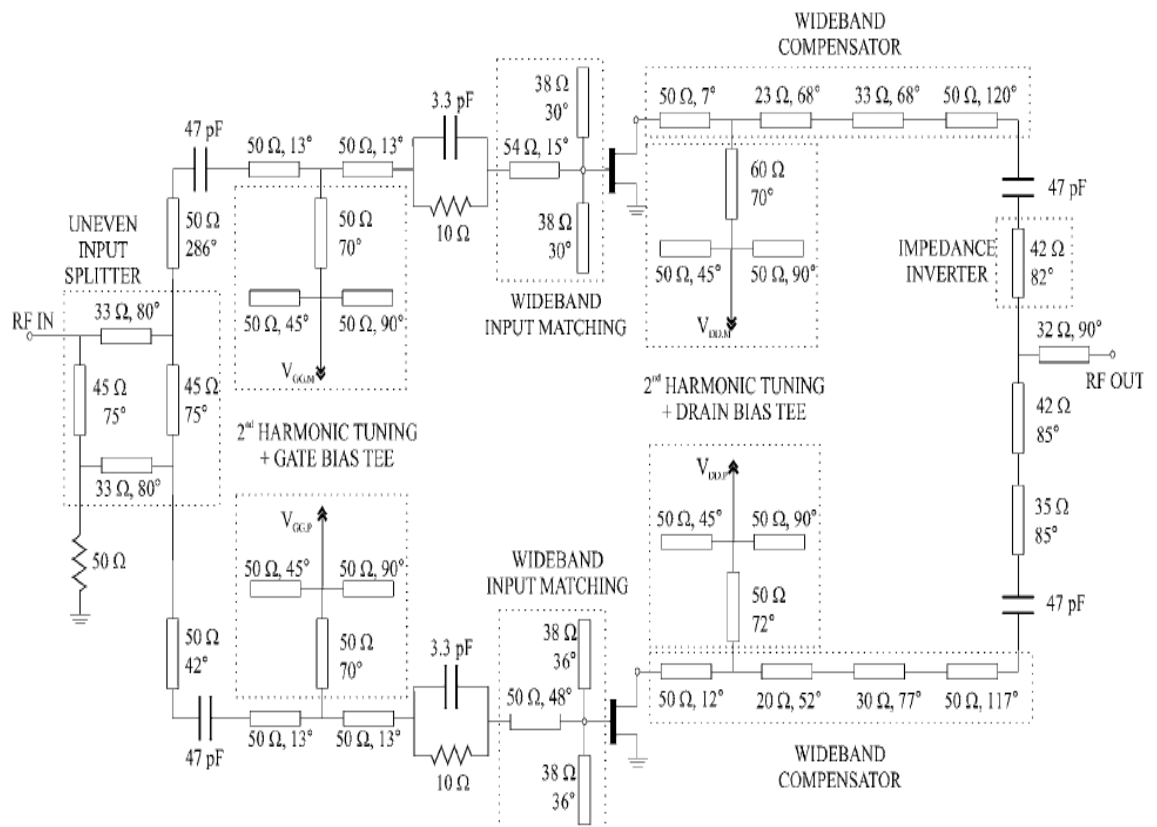 WIDEBAND
COMPENSATOR
50 Ω, 7°
23 Ω, 68°
33 Ω, 68°
50 Ω, 120°
38 Ω
30°
3.3 pF
47 pF
50 Ω, 13°
50 Ω, 13°
54 Ω, 15°
10 Ω
38 Ω
30°
WIDEBAND
INPUT MATCHING
60 Ω
70°
50 Ω, 45°
50 Ω, 90°
V_DD.M
47 pF
IMPEDANCE
INVERTER
42 Ω
82°
UNEVEN
INPUT
SPLITTER
50 Ω
286°
50 Ω
70°
50 Ω, 45°
50 Ω, 90°
V_GG.M
RF IN
33 Ω, 80°
45 Ω
75°
45 Ω
75°
33 Ω, 80°
50 Ω
32 Ω, 90°
RF OUT
2nd HARMONIC TUNING
+ GATE BIAS TEE
2nd HARMONIC TUNING
+ DRAIN BIAS TEE
42 Ω
85°
35 Ω
85°
47 pF
V_GG.P
50 Ω, 45°
50 Ω, 90°
50 Ω
70°
50 Ω
42°
47 pF
50 Ω, 13°
50 Ω, 13°
3.3 pF
10 Ω
WIDEBAND
INPUT MATCHING
38 Ω
36°
50 Ω, 48°
38 Ω
36°
V_DD.P
50 Ω, 45°
50 Ω, 90°
50 Ω
72°
50 Ω, 12°
20 Ω, 52°
30 Ω, 77°
50 Ω, 117°
WIDEBAND
COMPENSATOR